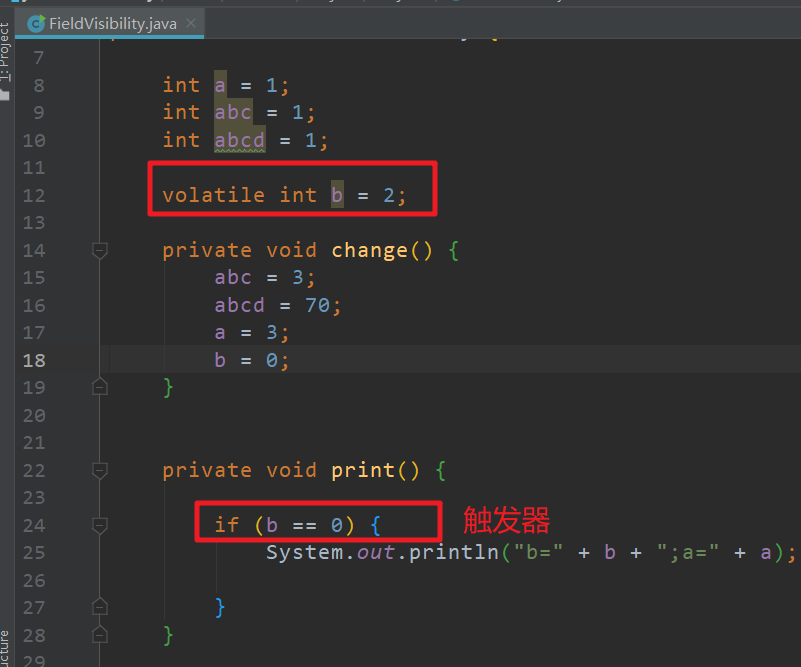 FieldVisibility.java
1: Project
7
8 int a = 1;
9 int abc = 1;
10 int abcd = 1;
11
12 volatile int b = 2;
13
14 private void change() {
15 abc = 3;
16 abcd = 70;
17 a = 3;
18 b = 0;
19 }
20
21
22 private void print() {
23
24 if (b == 0) { 触发器
25 System.out.println("b=" + b + ";a=" + a);
26
27 }
28 }
29
ucture